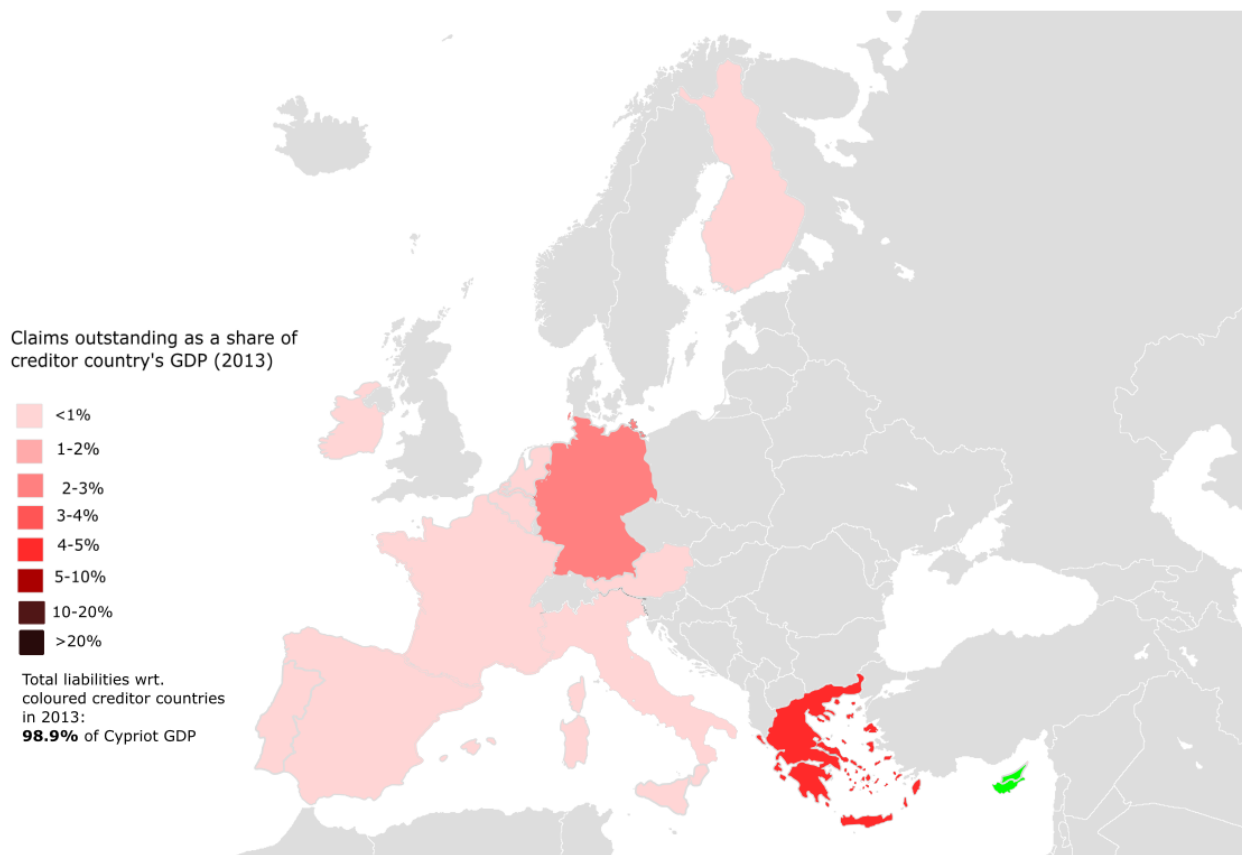 Claims outstanding as a share of
creditor country's GDP (2013)
<1%
1-2%
2-3%
3-4%
4-5%
5-10%
10-20%
>20%
Total liabilities wrt.
coloured creditor countries
in 2013:
98.9% of Cypriot GDP